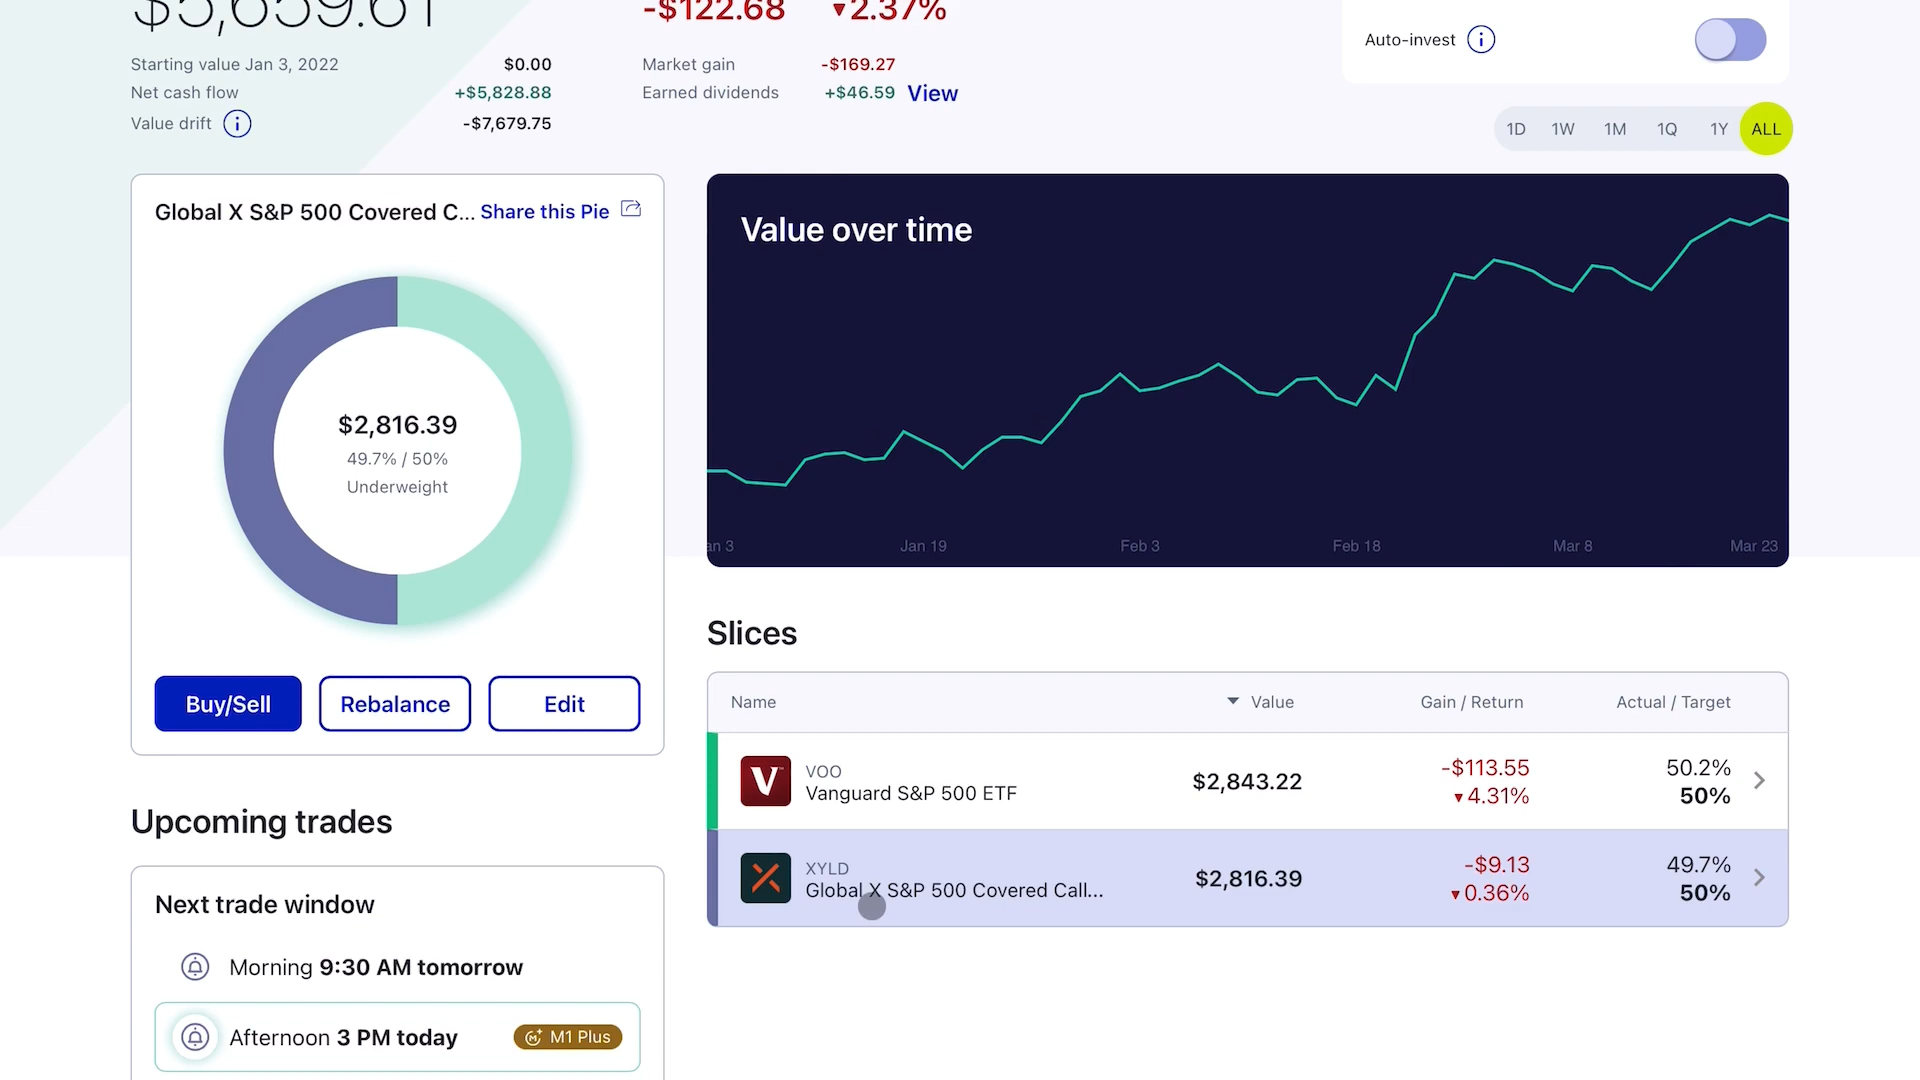 $5,659.61
-$122.68 ▼2.37%
Auto-invest i
Starting value Jan 3, 2022 $0.00
Market gain -$169.27
Net cash flow +$5,828.88
Earned dividends +$46.59 View
Value drift i -$7,679.75
1D 1W 1M 1Q 1Y ALL
Global X S&P 500 Covered C... Share this Pie
$2,816.39
49.7% / 50%
Underweight
Buy/Sell Rebalance Edit
Value over time
an 3 Jan 19 Feb 3 Feb 18 Mar 8 Mar 23
Slices
Name ▼ Value Gain / Return Actual / Target
V
VOO
Vanguard S&P 500 ETF
$2,843.22
-$113.55
▼4.31%
50.2%
50%
XYLD
Global X S&P 500 Covered Call...
$2,816.39
-$9.13
▼0.36%
49.7%
50%
Upcoming trades
Next trade window
Morning 9:30 AM tomorrow
Afternoon 3 PM today M1 Plus